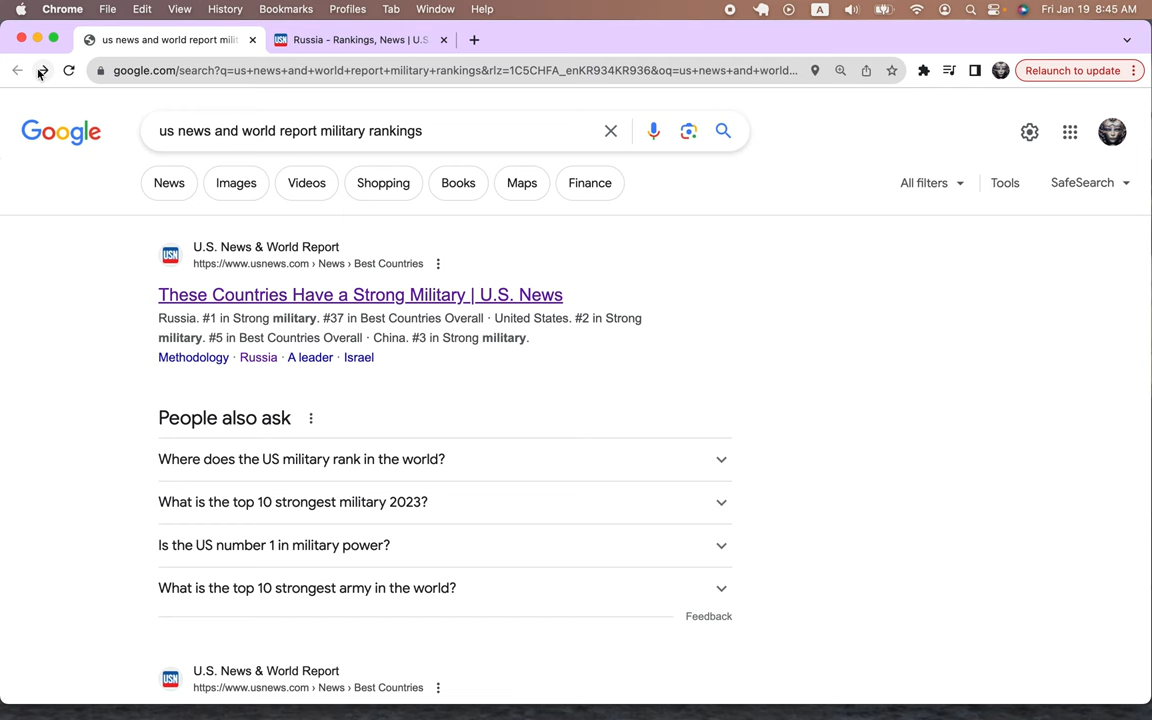 Chrome File Edit View History Bookmarks Profiles Tab Window Help A Fri Jan 19 8:45 AM
us news and world report mili Russia - Rankings, News | U.S.
google.com/search?q=us+news+and+world+report+military+rankings&rlz=1C5CHFA_enKR934KR936&oq=us+news+and+world... Relaunch to update
Google us news and world report military rankings
News Images Videos Shopping Books Maps Finance All filters Tools SafeSearch
USN U.S. News & World Report
https://www.usnews.com › News › Best Countries
These Countries Have a Strong Military | U.S. News
Russia. #1 in Strong military. #37 in Best Countries Overall · United States. #2 in Strong
military. #5 in Best Countries Overall · China. #3 in Strong military.
Methodology · Russia · A leader · Israel
People also ask
Where does the US military rank in the world?
What is the top 10 strongest military 2023?
Is the US number 1 in military power?
What is the top 10 strongest army in the world?
Feedback
USN U.S. News & World Report
https://www.usnews.com › News › Best Countries